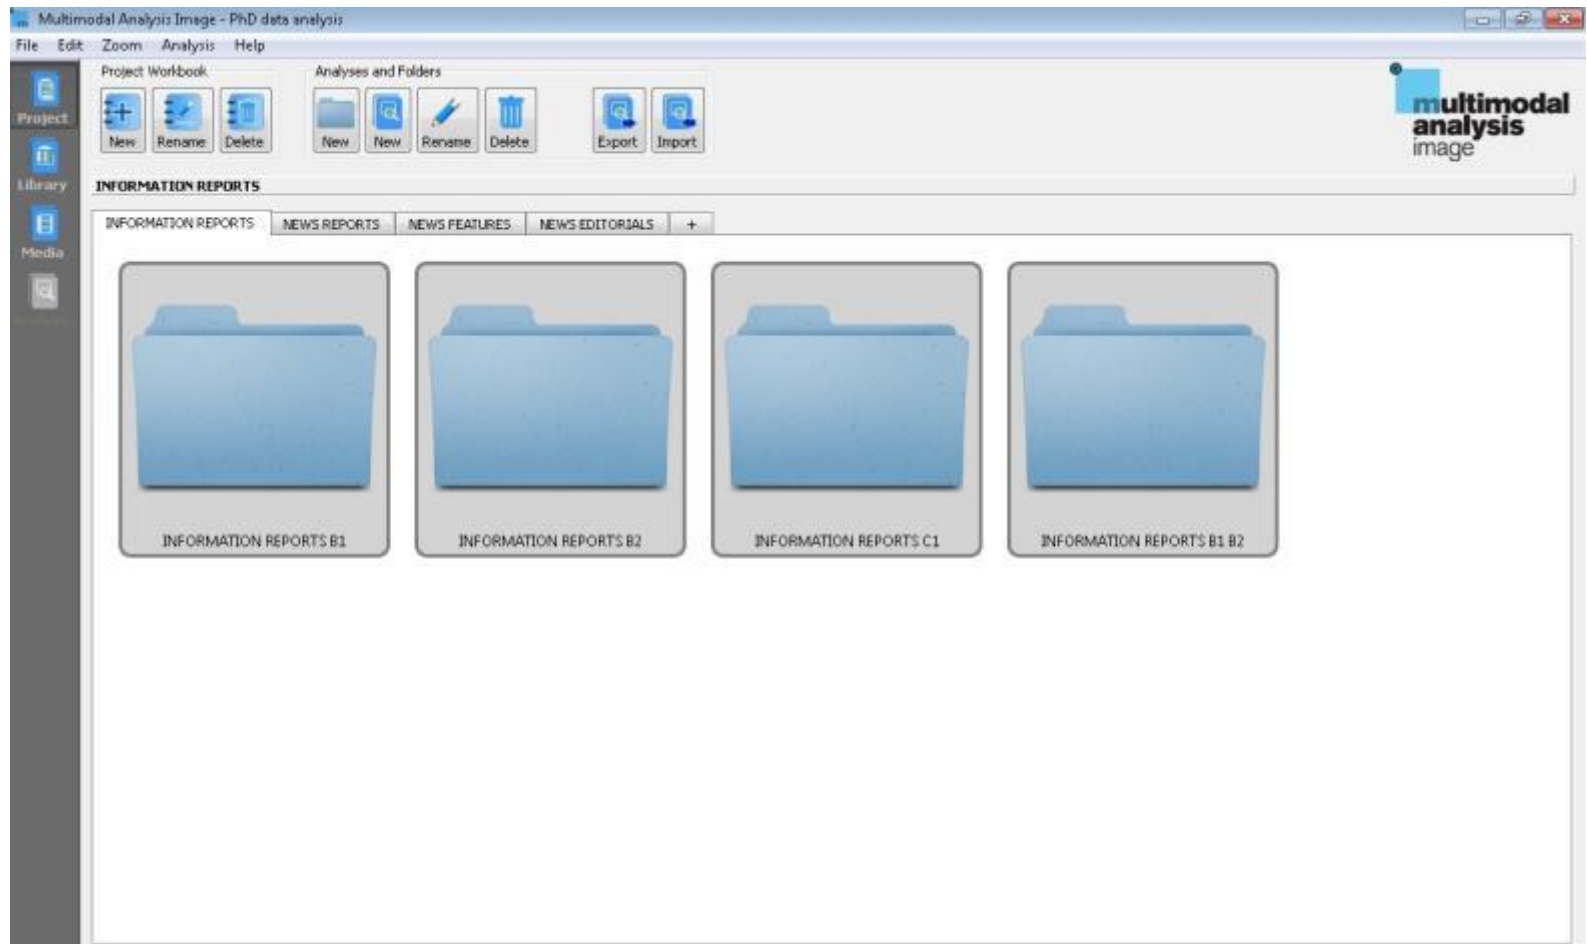 Multimodal Analysis Image - PhD data analysis
File Edit Zoom Analysis Help
Project Workbook
Analyses and Folders
New Rename Delete
New New Rename Delete
Export Import
multimodal
analysis
image
Project
Library
Media
INFORMATION REPORTS
INFORMATION REPORTS NEWS REPORTS NEWS FEATURES NEWS EDITORIALS +
INFORMATION REPORTS B1
INFORMATION REPORTS B2
INFORMATION REPORTS C1
INFORMATION REPORTS B1 B2